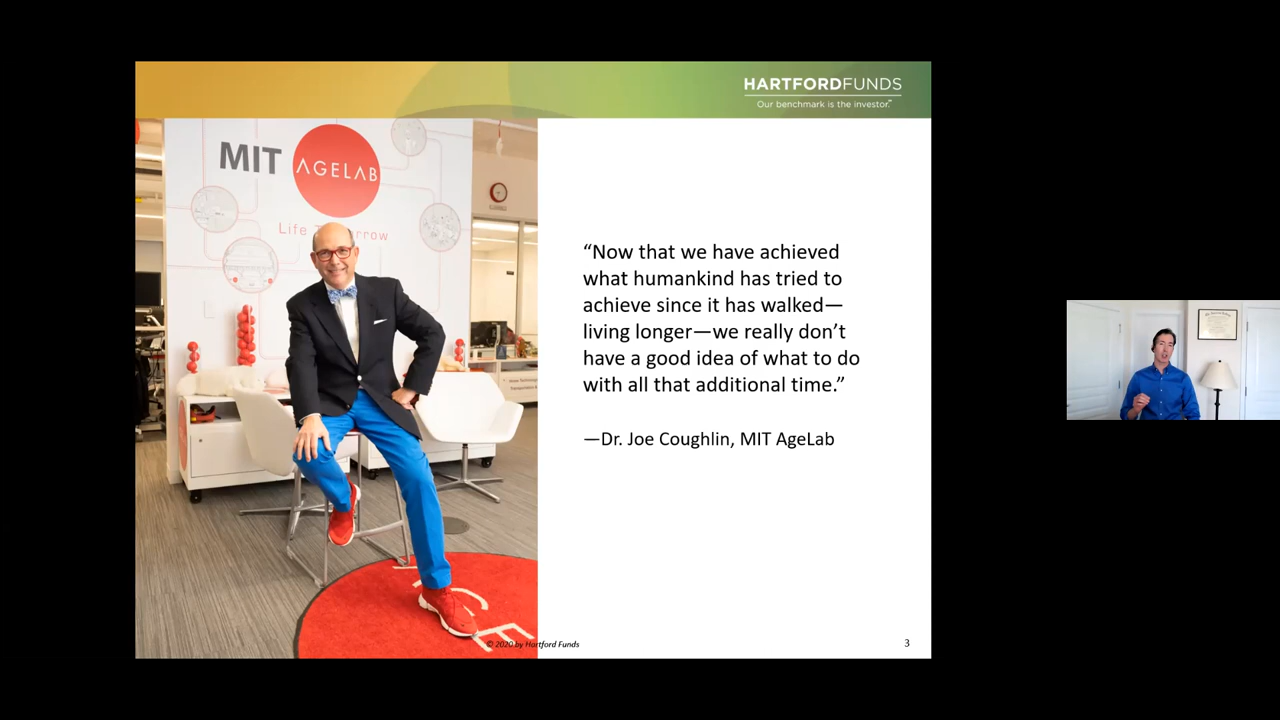 HARTFORDFUNDS
Our benchmark is the investor.℠
MIT AGELAB
Life T rrow
“Now that we have achieved
what humankind has tried to
achieve since it has walked—
living longer—we really don’t
have a good idea of what to do
with all that additional time.”
—Dr. Joe Coughlin, MIT AgeLab
© 2020 by Hartford Funds
3